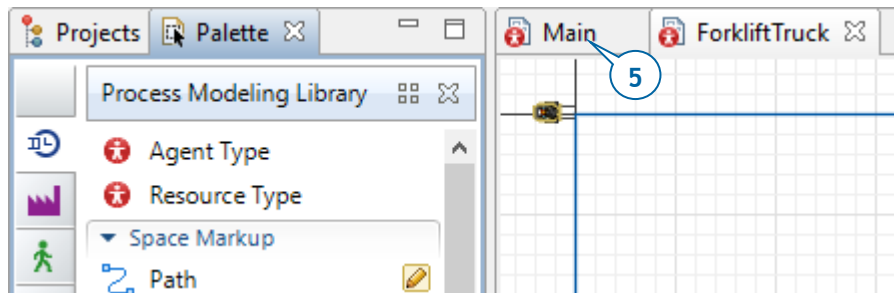 Projects Palette Main ForkliftTruck
5
Process Modeling Library
Agent Type
Resource Type
Space Markup
Path